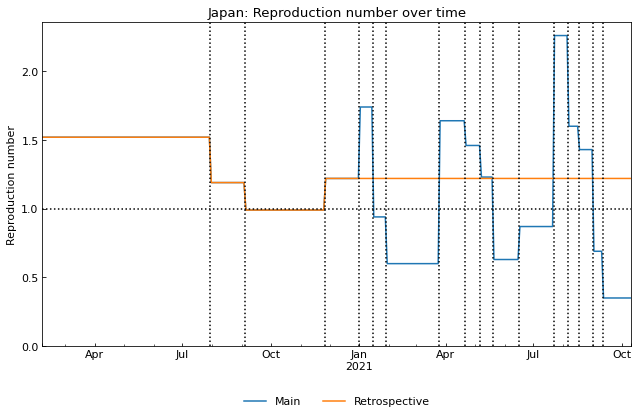 Japan: Reproduction number over time
Reproduction number
2.0
1.5
1.0
0.5
0.0
Apr Jul Oct Jan Apr Jul Oct
2021
Main Retrospective